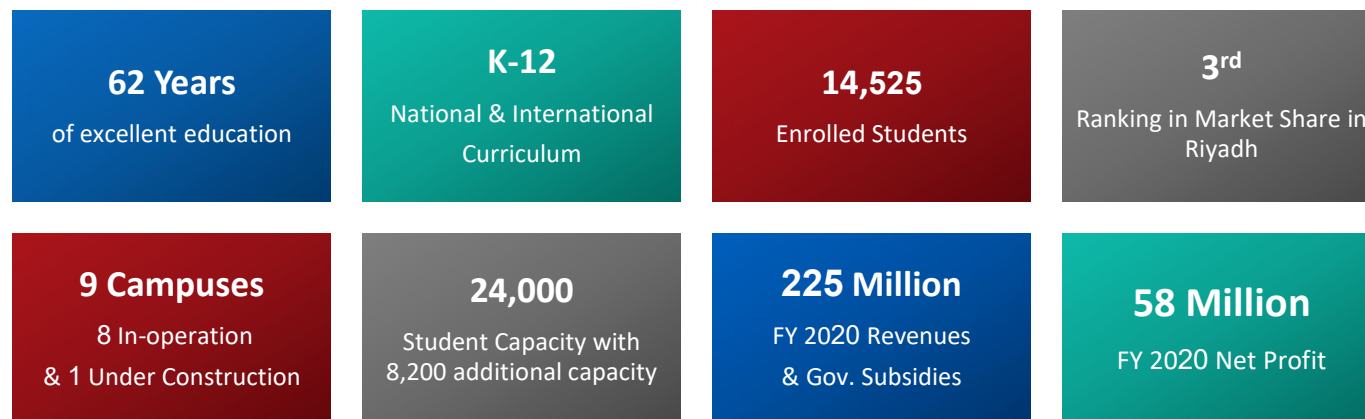 62 Years
of excellent education
K-12
National & International
Curriculum
14,525
Enrolled Students
3rd
Ranking in Market Share in
Riyadh
9 Campuses
8 In-operation
& 1 Under Construction
24,000
Student Capacity with
8,200 additional capacity
225 Million
FY 2020 Revenues
& Gov. Subsidies
58 Million
FY 2020 Net Profit